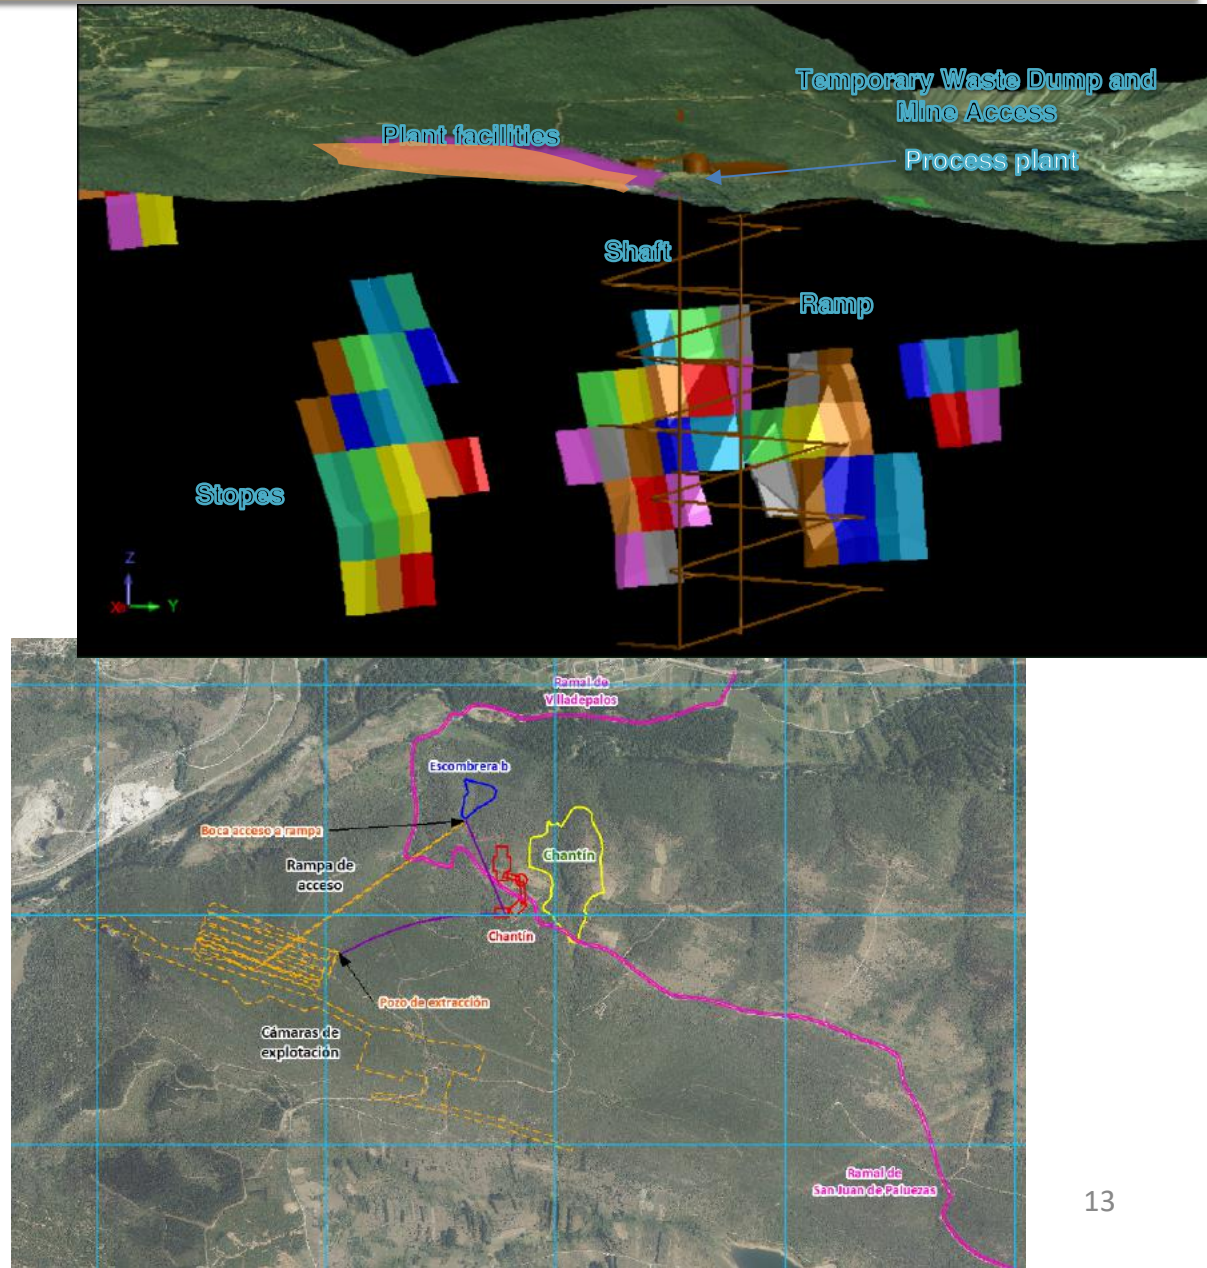 Temporary Waste Dump and
Mine Access
Plant facilities
Process plant
Shaft
Ramp
Stopes
Z
X
Y
Ramal de
Villadepalos
Escombrera b
Boca acceso a rampa
Rampa de
acceso
Chantín
Chantín
Pozo de extracción
Cámaras de
explotación
Ramal de
San Juan de Paluezas
13